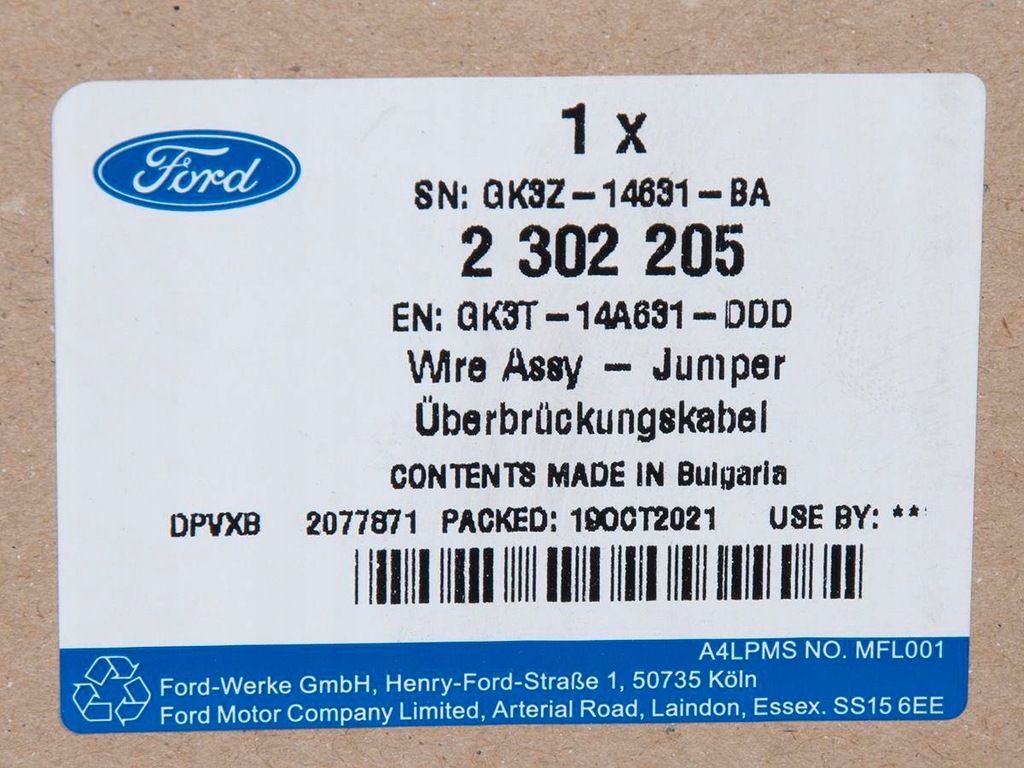 Ford
1 x
SN: GK3Z-14631-BA
2 302 205
EN: GK3T-14A631-DDD
Wire Assy - Jumper
Überbrückungskabel
CONTENTS MADE IN Bulgaria
DPVXB 2077871 PACKED: 19OCT2021 USE BY: **
A4LPMS NO. MFL001
Ford-Werke GmbH, Henry-Ford-Straße 1, 50735 Köln
Ford Motor Company Limited, Arterial Road, Laindon, Essex. SS15 6EE